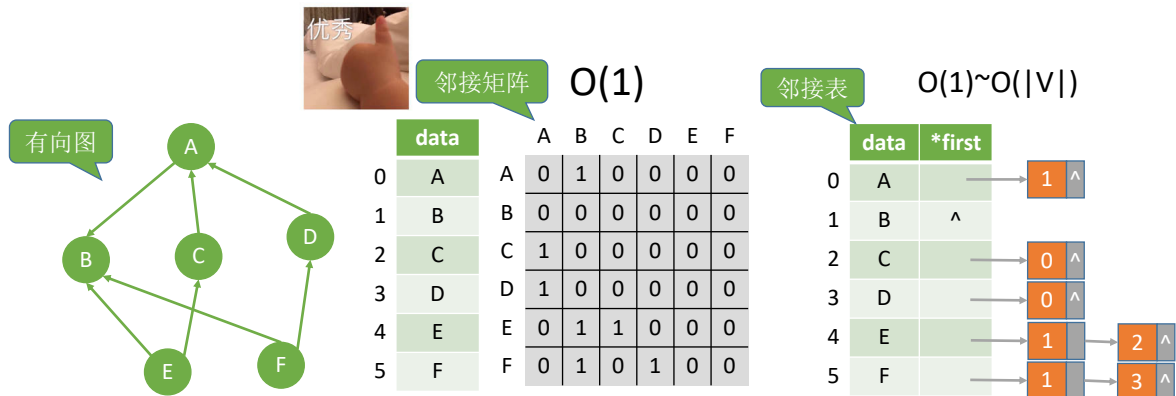 优秀
邻接矩阵
O(1)
邻接表
O(1)~O(|V|)
有向图
A
B
C
D
E
F
data
0 A
1 B
2 C
3 D
4 E
5 F
A B C D E F
A 0 1 0 0 0 0
B 0 0 0 0 0 0
C 1 0 0 0 0 0
D 1 0 0 0 0 0
E 0 1 1 0 0 0
F 0 1 0 1 0 0
data *first
0 A 1 ^
1 B ^
2 C 0 ^
3 D 0 ^
4 E 1 2 ^
5 F 1 3 ^